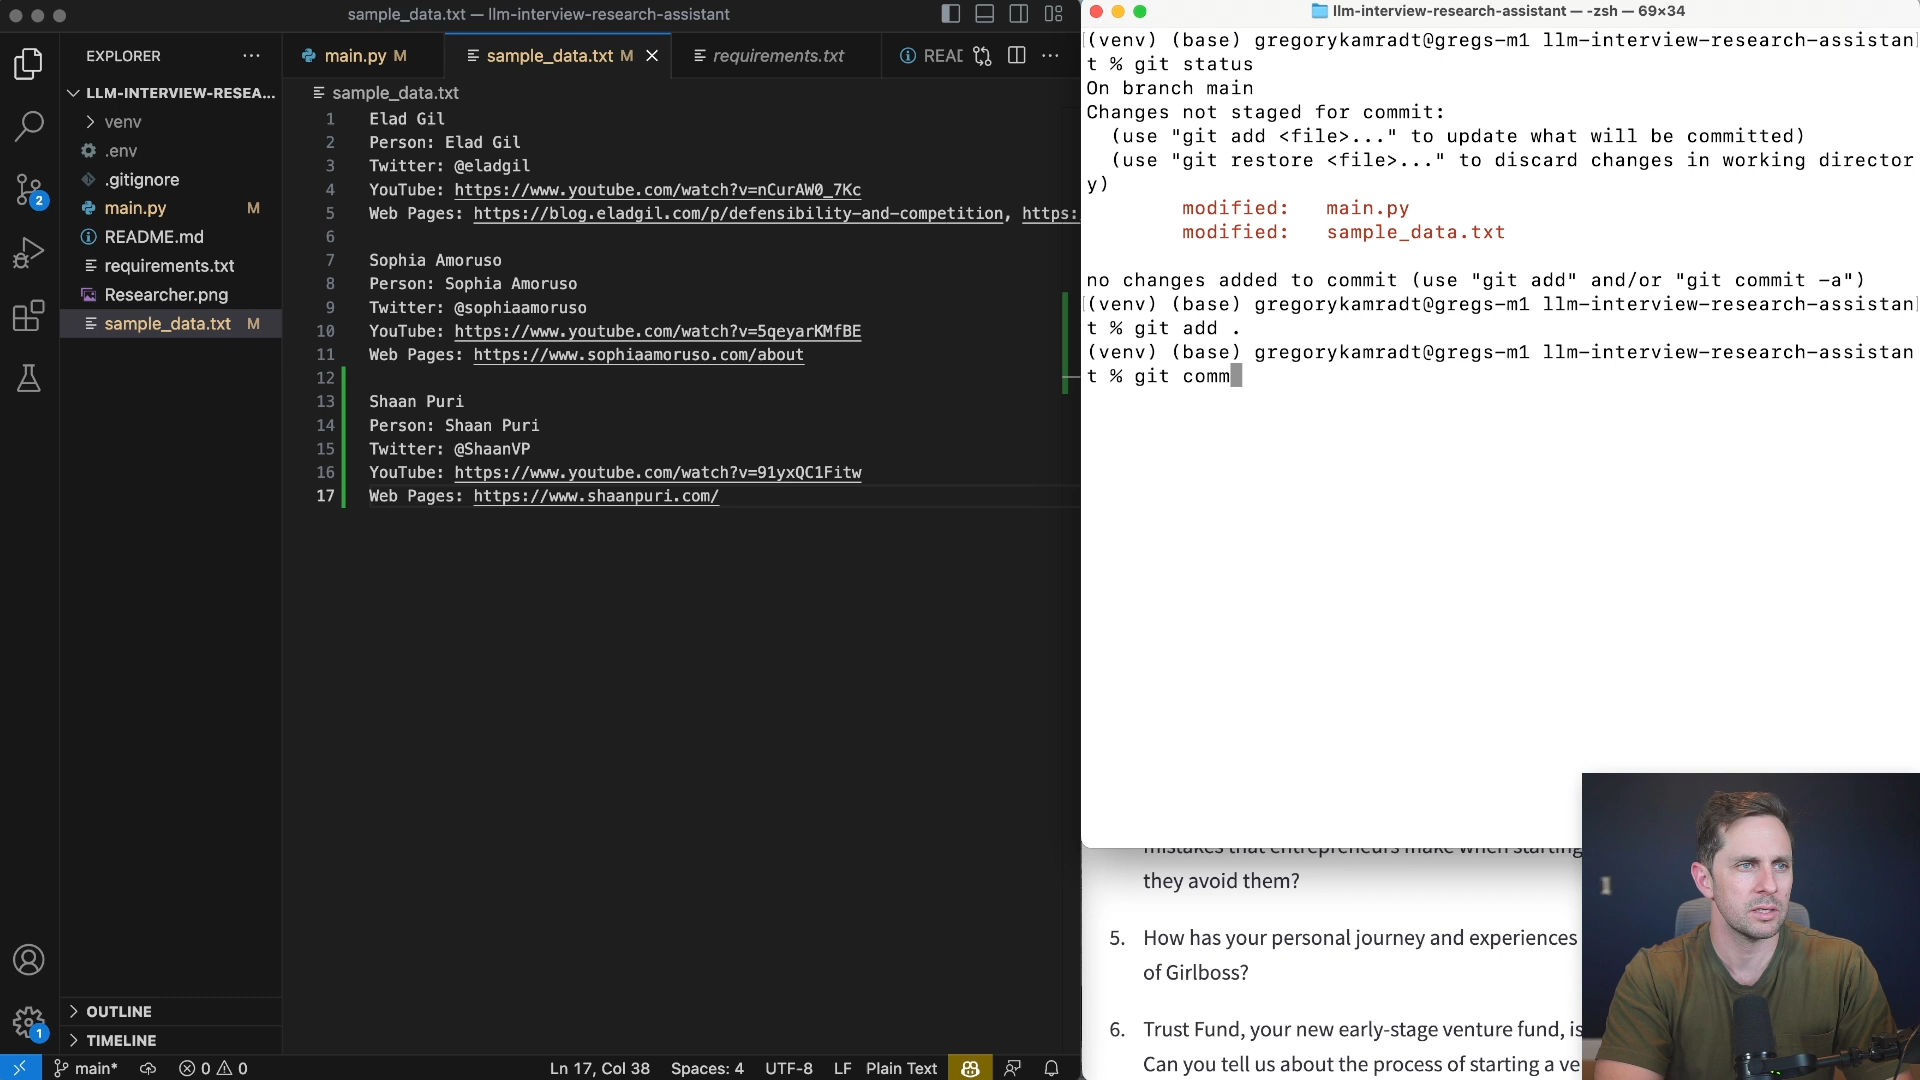 sample_data.txt — llm-interview-research-assistant
EXPLORER
LLM-INTERVIEW-RESEA...
venv
.env
.gitignore
main.py M
README.md
requirements.txt
Researcher.png
sample_data.txt M
2
OUTLINE
TIMELINE
1
main.py M
sample_data.txt M
requirements.txt
READ
sample_data.txt
1 Elad Gil
2 Person: Elad Gil
3 Twitter: @eladgil
4 YouTube: https://www.youtube.com/watch?v=nCurAW0_7Kc
5 Web Pages: https://blog.eladgil.com/p/defensibility-and-competition, https:
6
7 Sophia Amoruso
8 Person: Sophia Amoruso
9 Twitter: @sophiaamoruso
10 YouTube: https://www.youtube.com/watch?v=5qeyarKMfBE
11 Web Pages: https://www.sophiaamoruso.com/about
12
13 Shaan Puri
14 Person: Shaan Puri
15 Twitter: @ShaanVP
16 YouTube: https://www.youtube.com/watch?v=91yxQC1Fitw
17 Web Pages: https://www.shaanpuri.com/
main* 0 0 Ln 17, Col 38 Spaces: 4 UTF-8 LF Plain Text
llm-interview-research-assistant — -zsh — 69×34
(venv) (base) gregorykamradt@gregs-m1 llm-interview-research-assistan
t % git status
On branch main
Changes not staged for commit:
(use "git add <file>..." to update what will be committed)
(use "git restore <file>..." to discard changes in working director
y)
modified: main.py
modified: sample_data.txt
no changes added to commit (use "git add" and/or "git commit -a")
(venv) (base) gregorykamradt@gregs-m1 llm-interview-research-assistan
t % git add .
(venv) (base) gregorykamradt@gregs-m1 llm-interview-research-assistan
t % git comm
mistakes that entrepreneurs make when starting
they avoid them?
5. How has your personal journey and experiences
of Girlboss?
6. Trust Fund, your new early-stage venture fund, is
Can you tell us about the process of starting a ve